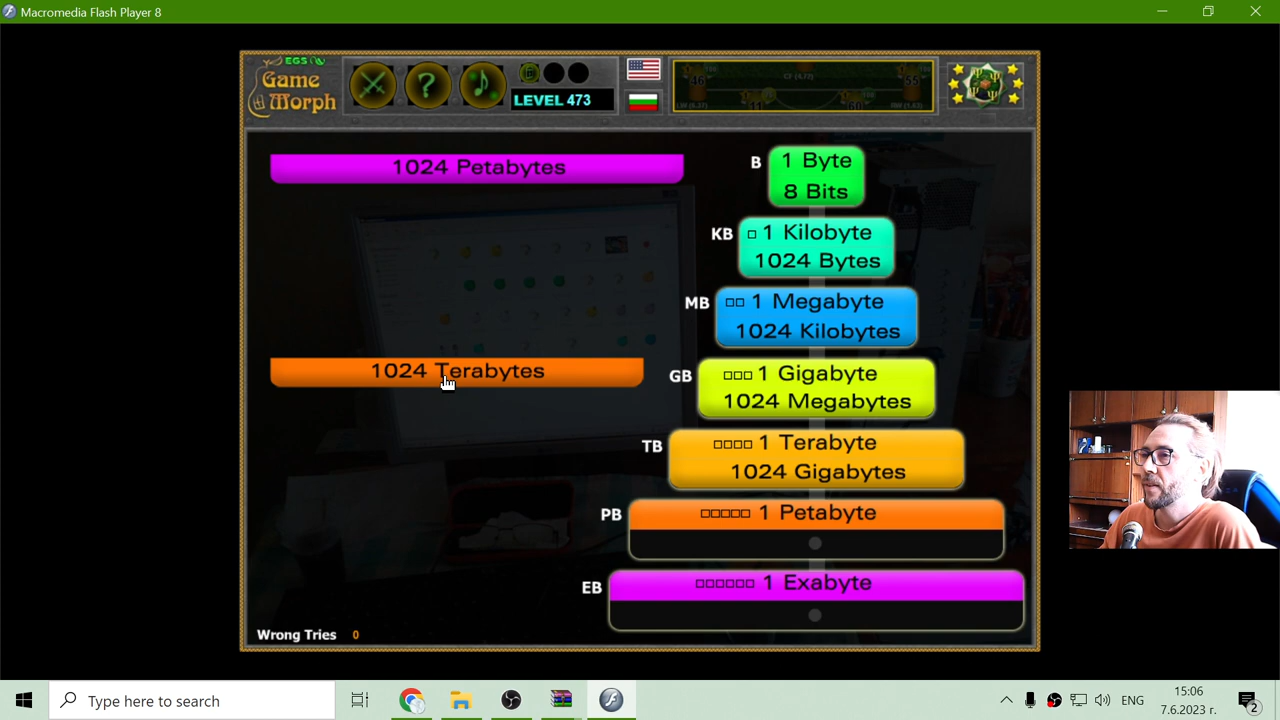 Macromedia Flash Player 8
EGS
Game
Morph
LEVEL 473
1024 Petabytes
1024 Terabytes
B
1 Byte
8 Bits
KB
1 Kilobyte
1024 Bytes
MB
1 Megabyte
1024 Kilobytes
GB
1 Gigabyte
1024 Megabytes
TB
1 Terabyte
1024 Gigabytes
PB
1 Petabyte
EB
1 Exabyte
Wrong Tries 0
Type here to search
ЕНГ
15:06
7.6.2023 г.
2